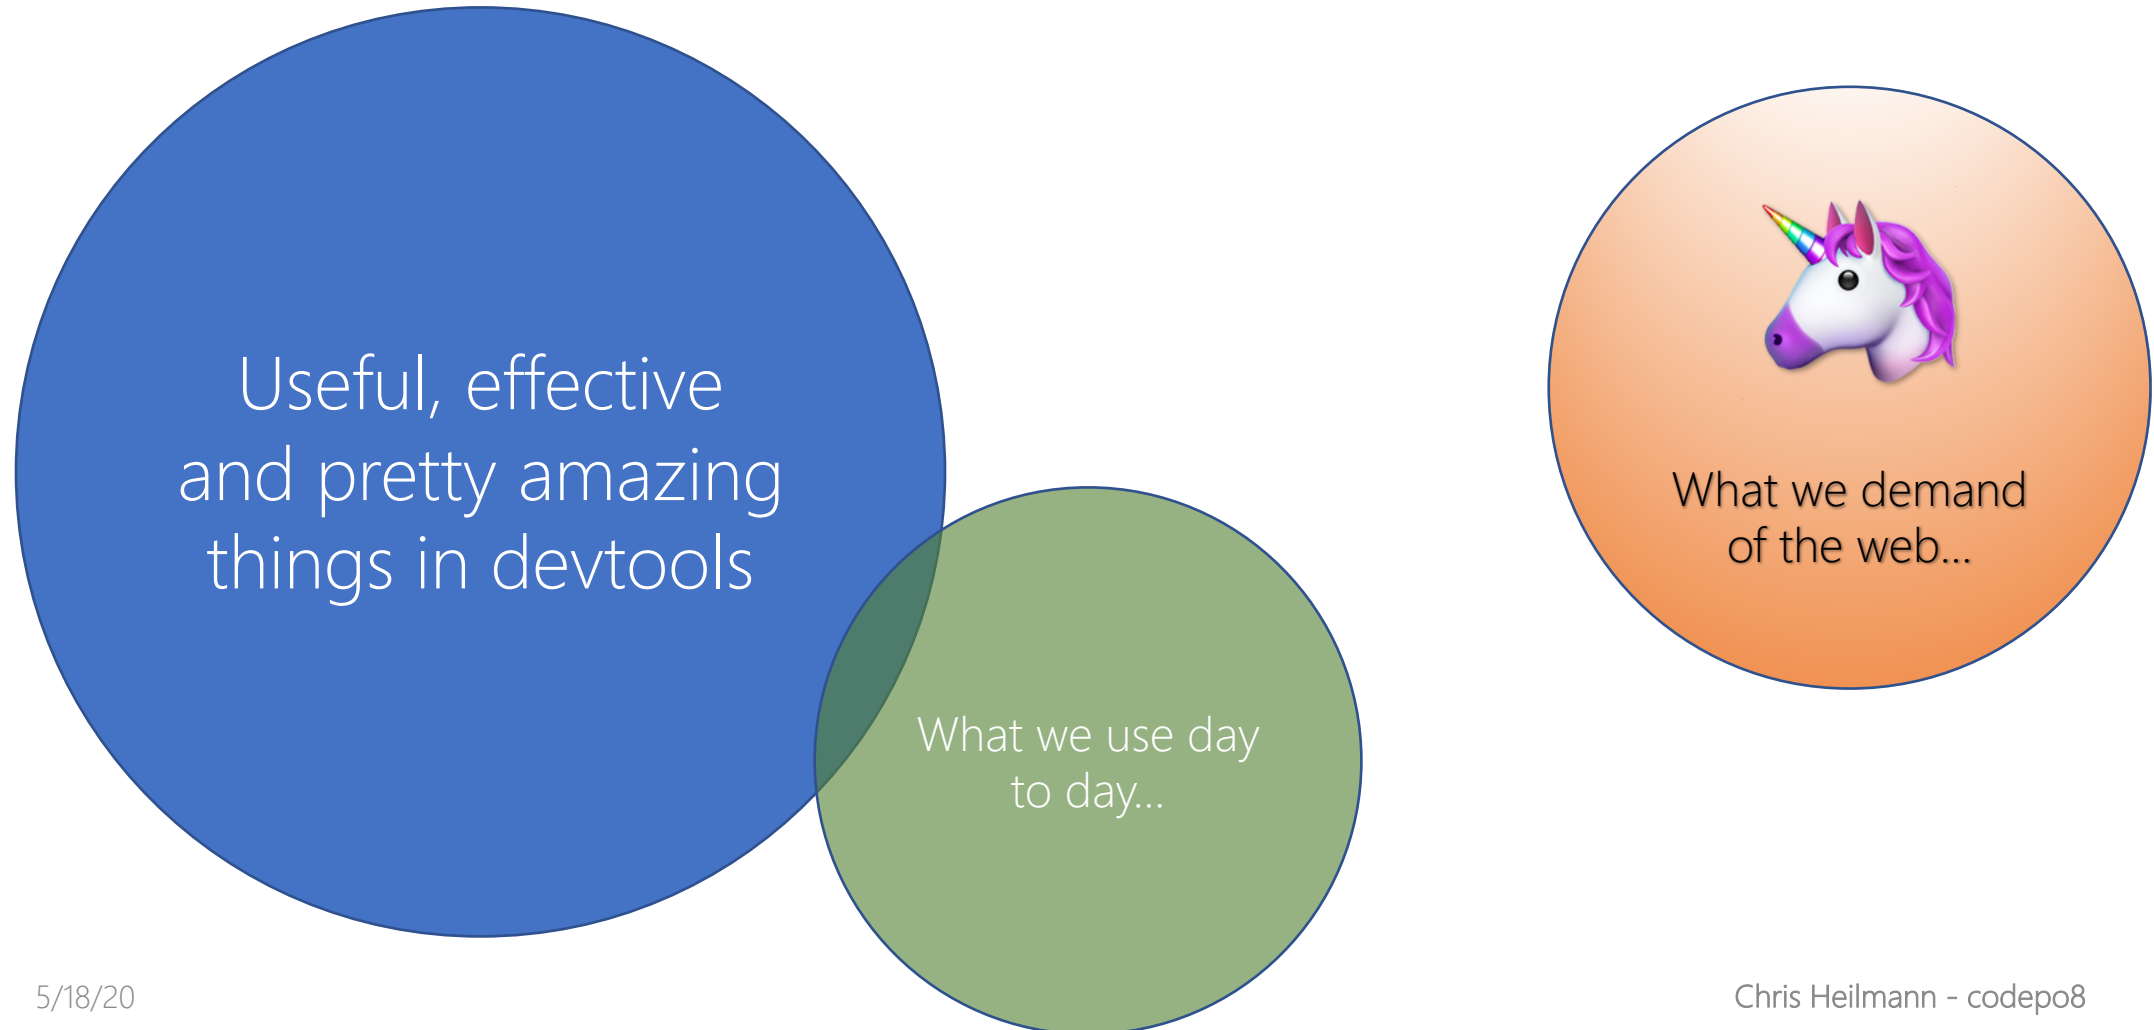 Useful, effective
and pretty amazing
things in devtools
What we use day
to day...
What we demand
of the web...
5/18/20
Chris Heilmann - codepo8